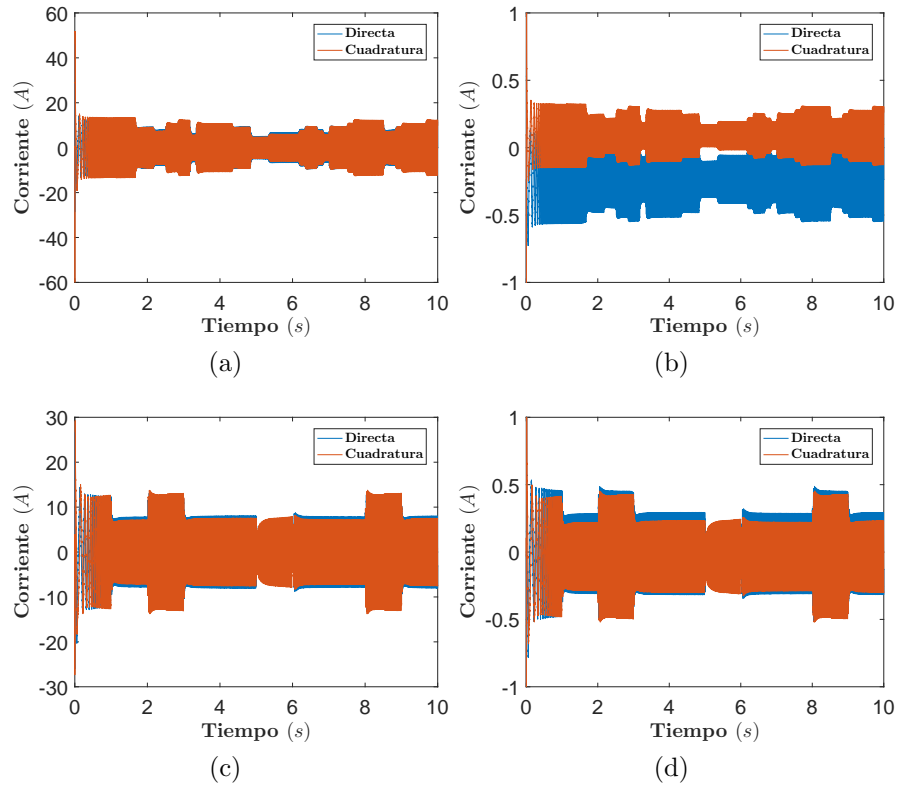 60
40
20
0
-20
-40
-60
Corriente (A)
0 2 4 6 8 10
Tiempo (s)
Directa
Cuadratura
(a)
1
0.5
0
-0.5
-1
Corriente (A)
0 2 4 6 8 10
Tiempo (s)
Directa
Cuadratura
(b)
30
20
10
0
-10
-20
-30
Corriente (A)
0 2 4 6 8 10
Tiempo (s)
Directa
Cuadratura
(c)
1
0.5
0
-0.5
-1
Corriente (A)
0 2 4 6 8 10
Tiempo (s)
Directa
Cuadratura
(d)